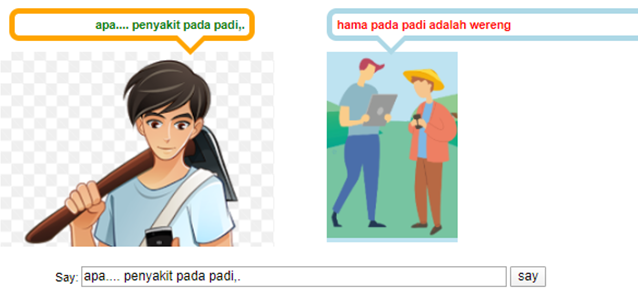 apa.... penyakit pada padi,.
hama pada padi adalah wereng
Say: apa.... penyakit pada padi,. say